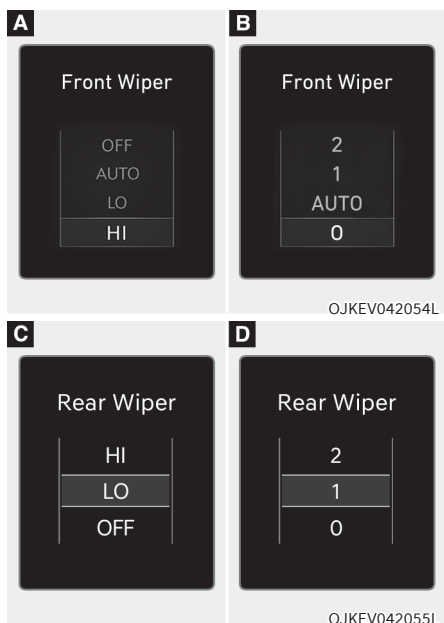 A
Front Wiper
OFF
AUTO
LO
HI
B
Front Wiper
2
1
AUTO
0
OJKEV042054L
C
Rear Wiper
HI
LO
OFF
D
Rear Wiper
2
1
0
OJKEV042055L